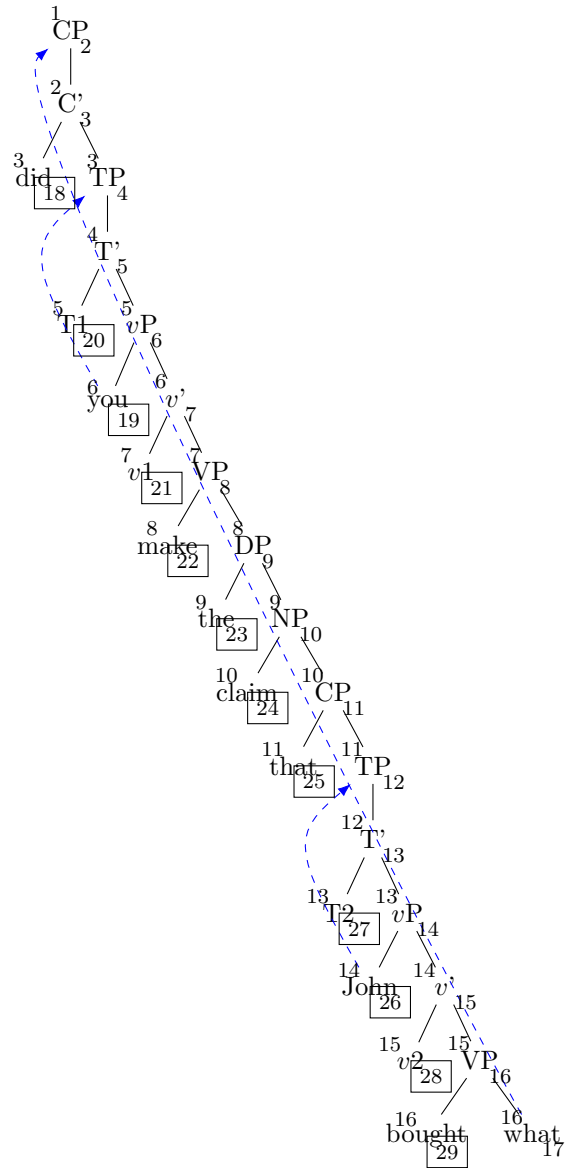 1 CP 2
2 C' 3
3 did 18 3 TP 4
4 T' 5
5 T1 20 5 vP 6
6 you 19 6 v' 7
7 v1 21 7 VP 8
8 make 22 8 DP 9
9 the 23 9 NP 10
10 claim 24 10 CP 11
11 that 25 11 TP 12
12 T' 13
13 T2 27 13 vP 14
14 John 26 14 v' 15
15 v2 28 15 VP 16
16 bought 29 16 what 17